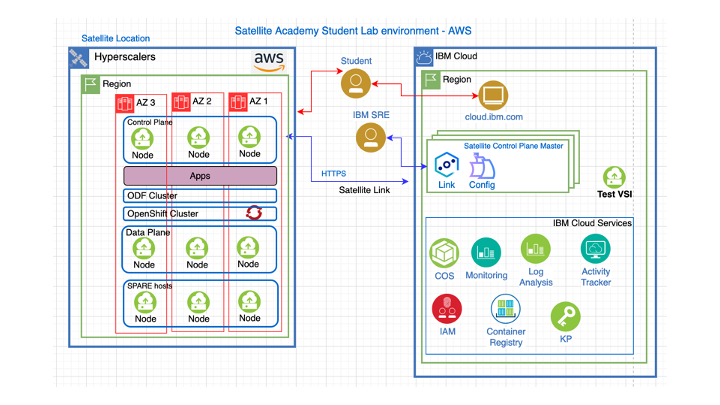 Satellite Academy Student Lab environment - AWS
Satellite Location
Hyperscalers
aws
Region
AZ 3
AZ 2
AZ 1
Control Plane
Node
Node
Node
Apps
ODF Cluster
OpenShift Cluster
Data Plane
Node
Node
Node
SPARE hosts
Node
Node
Node
Student
IBM SRE
HTTPS
Satellite Link
IBM Cloud
Region
cloud.ibm.com
Satellite Control Plane Master
Link
Config
Test VSI
IBM Cloud Services
COS
Monitoring
Log
Analysis
Activity
Tracker
IAM
Container
Registry
KP